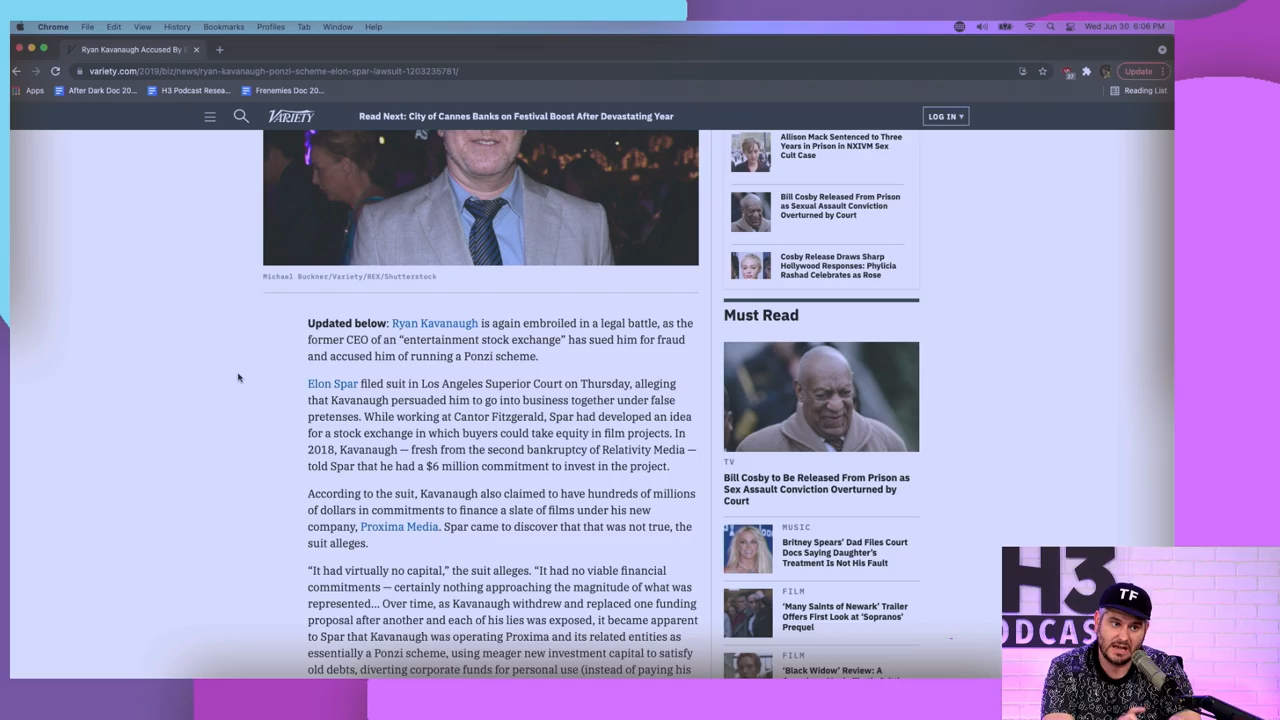 Chrome File Edit View History Bookmarks Profiles Tab Window Help
Wed Jun 30 6:06 PM
Ryan Kavanaugh Accused By
variety.com/2019/biz/news/ryan-kavanaugh-ponzi-scheme-elon-spar-lawsuit-1203235781/
Update
Apps After Dark Doc 20... H3 Podcast Resea... Frenemies Doc 20...
Reading List
VARIETY
Read Next: City of Cannes Banks on Festival Boost After Devastating Year
LOG IN ▾
AS
Michael Buckner/Variety/REX/Shutterstock
Updated below: Ryan Kavanaugh is again embroiled in a legal battle, as the
former CEO of an “entertainment stock exchange” has sued him for fraud
and accused him of running a Ponzi scheme.
Elon Spar filed suit in Los Angeles Superior Court on Thursday, alleging
that Kavanaugh persuaded him to go into business together under false
pretenses. While working at Cantor Fitzgerald, Spar had developed an idea
for a stock exchange in which buyers could take equity in film projects. In
2018, Kavanaugh — fresh from the second bankruptcy of Relativity Media —
told Spar that he had a $6 million commitment to invest in the project.
According to the suit, Kavanaugh also claimed to have hundreds of millions
of dollars in commitments to finance a slate of films under his new
company, Proxima Media. Spar came to discover that that was not true, the
suit alleges.
“It had virtually no capital,” the suit alleges. “It had no viable financial
commitments — certainly nothing approaching the magnitude of what was
represented... Over time, as Kavanaugh withdrew and replaced one funding
proposal after another and each of his lies was exposed, it became apparent
to Spar that Kavanaugh was operating Proxima and its related entities as
essentially a Ponzi scheme, using meager new investment capital to satisfy
old debts, diverting corporate funds for personal use (instead of paying his
Allison Mack Sentenced to Three
Years in Prison in NXIVM Sex
Cult Case
Bill Cosby Released From Prison
as Sexual Assault Conviction
Overturned by Court
Cosby Release Draws Sharp
Hollywood Responses: Phylicia
Rashad Celebrates as Rose
Must Read
TV
Bill Cosby to Be Released From Prison as
Sex Assault Conviction Overturned by
Court
MUSIC
Britney Spears’ Dad Files Court
Docs Saying Daughter’s
Treatment Is Not His Fault
FILM
‘Many Saints of Newark’ Trailer
Offers First Look at ‘Sopranos’
Prequel
FILM
‘Black Widow’ Review: A
H3
PODCAS
TF